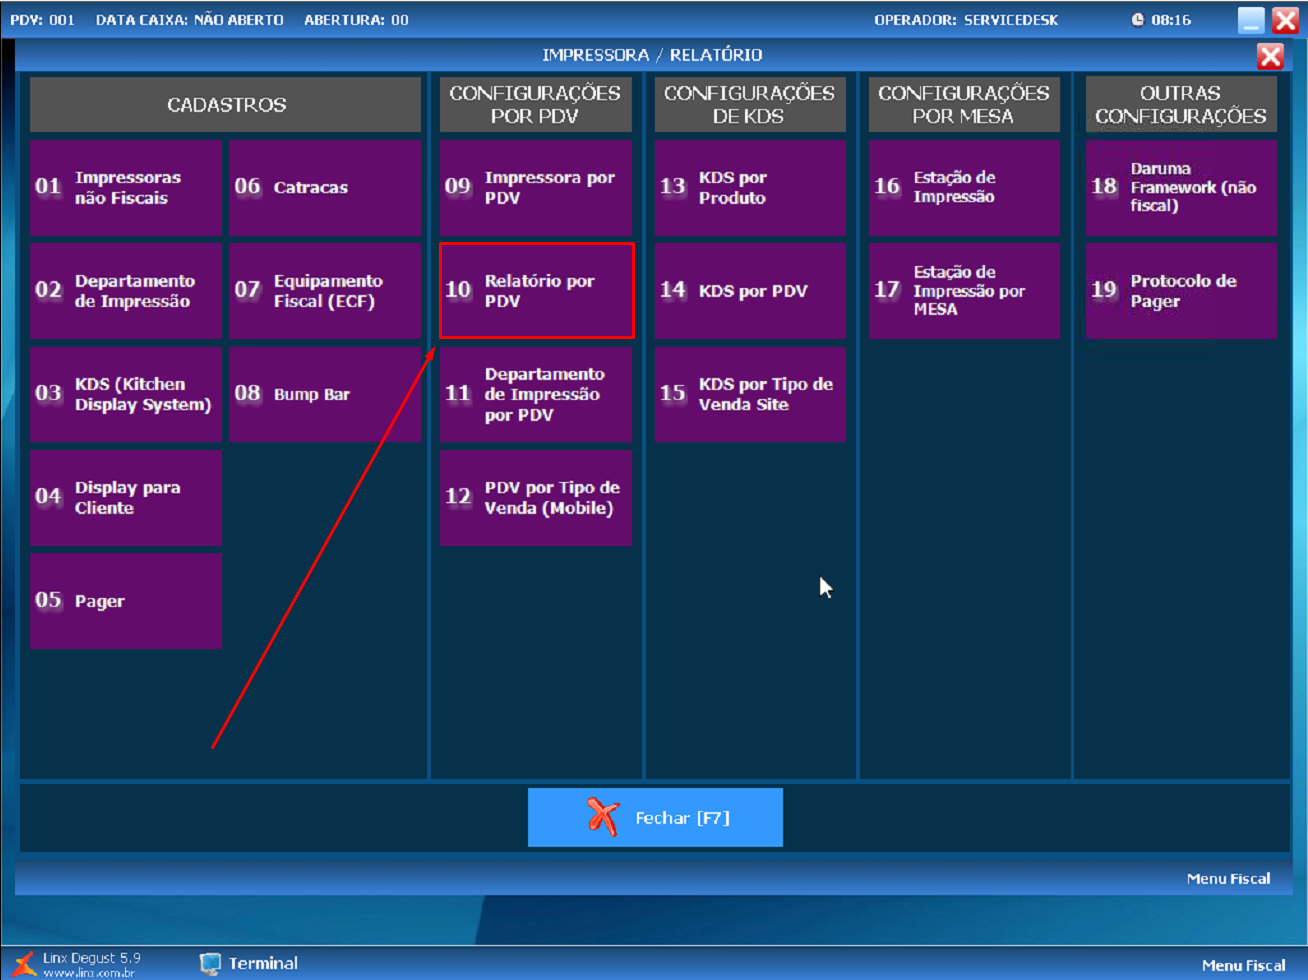 PDV: 001 DATA CAIXA: NÃO ABERTO ABERTURA: 00 OPERADOR: SERVICEDESK 08:16
IMPRESSORA / RELATÓRIO
CADASTROS
01 Impressoras
não Fiscais
02 Departamento
de Impressão
03 KDS (Kitchen
Display System)
04 Display para
Cliente
05 Pager
06 Catracas
07 Equipamento
Fiscal (ECF)
08 Bump Bar
CONFIGURAÇÕES
POR PDV
09 Impressora por
PDV
10 Relatório por
PDV
11 Departamento
de Impressão
por PDV
12 PDV por Tipo de
Venda (Mobile)
CONFIGURAÇÕES
DE KDS
13 KDS por
Produto
14 KDS por PDV
15 KDS por Tipo de
Venda Site
CONFIGURAÇÕES
POR MESA
16 Estação de
Impressão
17 Estação de
Impressão por
MESA
OUTRAS
CONFIGURAÇÕES
18 Daruma
Framework (não
fiscal)
19 Protocolo de
Pager
Fechar [F7]
Menu Fiscal
Linx Degust 5.9
www.linx.com.br
Terminal
Menu Fiscal